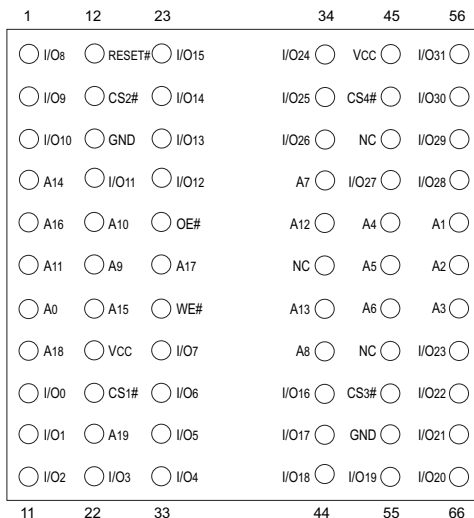 1 12 23 34 45 56
I/O8 RESET# I/O15 I/O24 VCC I/O31
I/O9 CS2# I/O14 I/O25 CS4# I/O30
I/O10 GND I/O13 I/O26 NC I/O29
A14 I/O11 I/O12 A7 I/O27 I/O28
A16 A10 OE# A12 A4 A1
A11 A9 A17 NC A5 A2
A0 A15 WE# A13 A6 A3
A18 VCC I/O7 A8 NC I/O23
I/O0 CS1# I/O6 I/O16 CS3# I/O22
I/O1 A19 I/O5 I/O17 GND I/O21
I/O2 I/O3 I/O4 I/O18 I/O19 I/O20
11 22 33 44 55 66